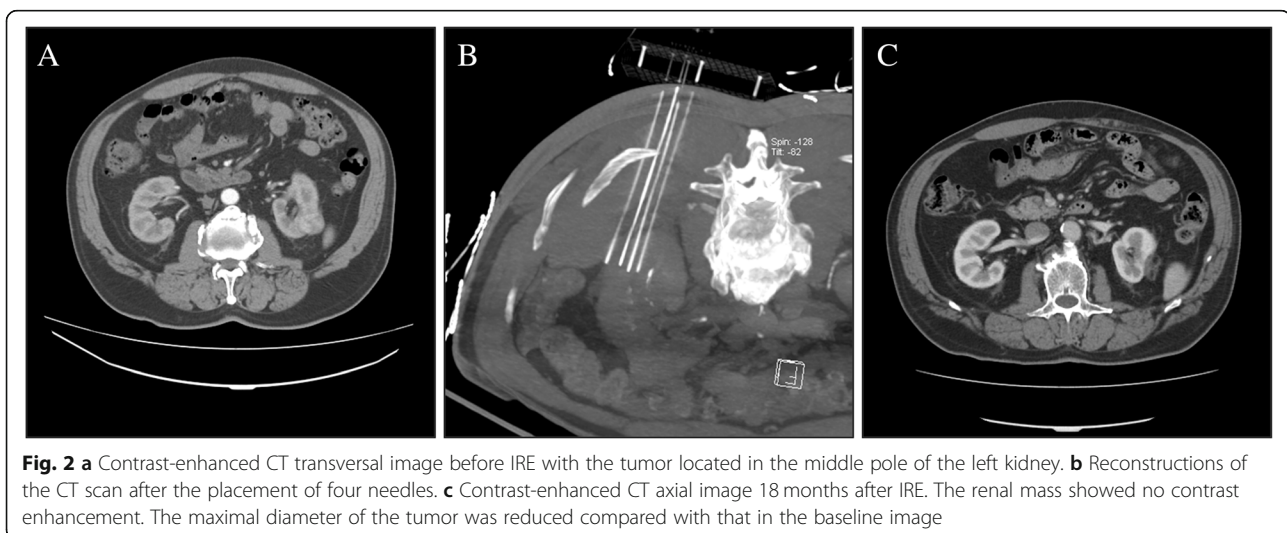 A
B
C
Spin: -128
Tilt: -82
Fig. 2 a Contrast-enhanced CT transversal image before IRE with the tumor located in the middle pole of the left kidney. b Reconstructions of
the CT scan after the placement of four needles. c Contrast-enhanced CT axial image 18 months after IRE. The renal mass showed no contrast
enhancement. The maximal diameter of the tumor was reduced compared with that in the baseline image